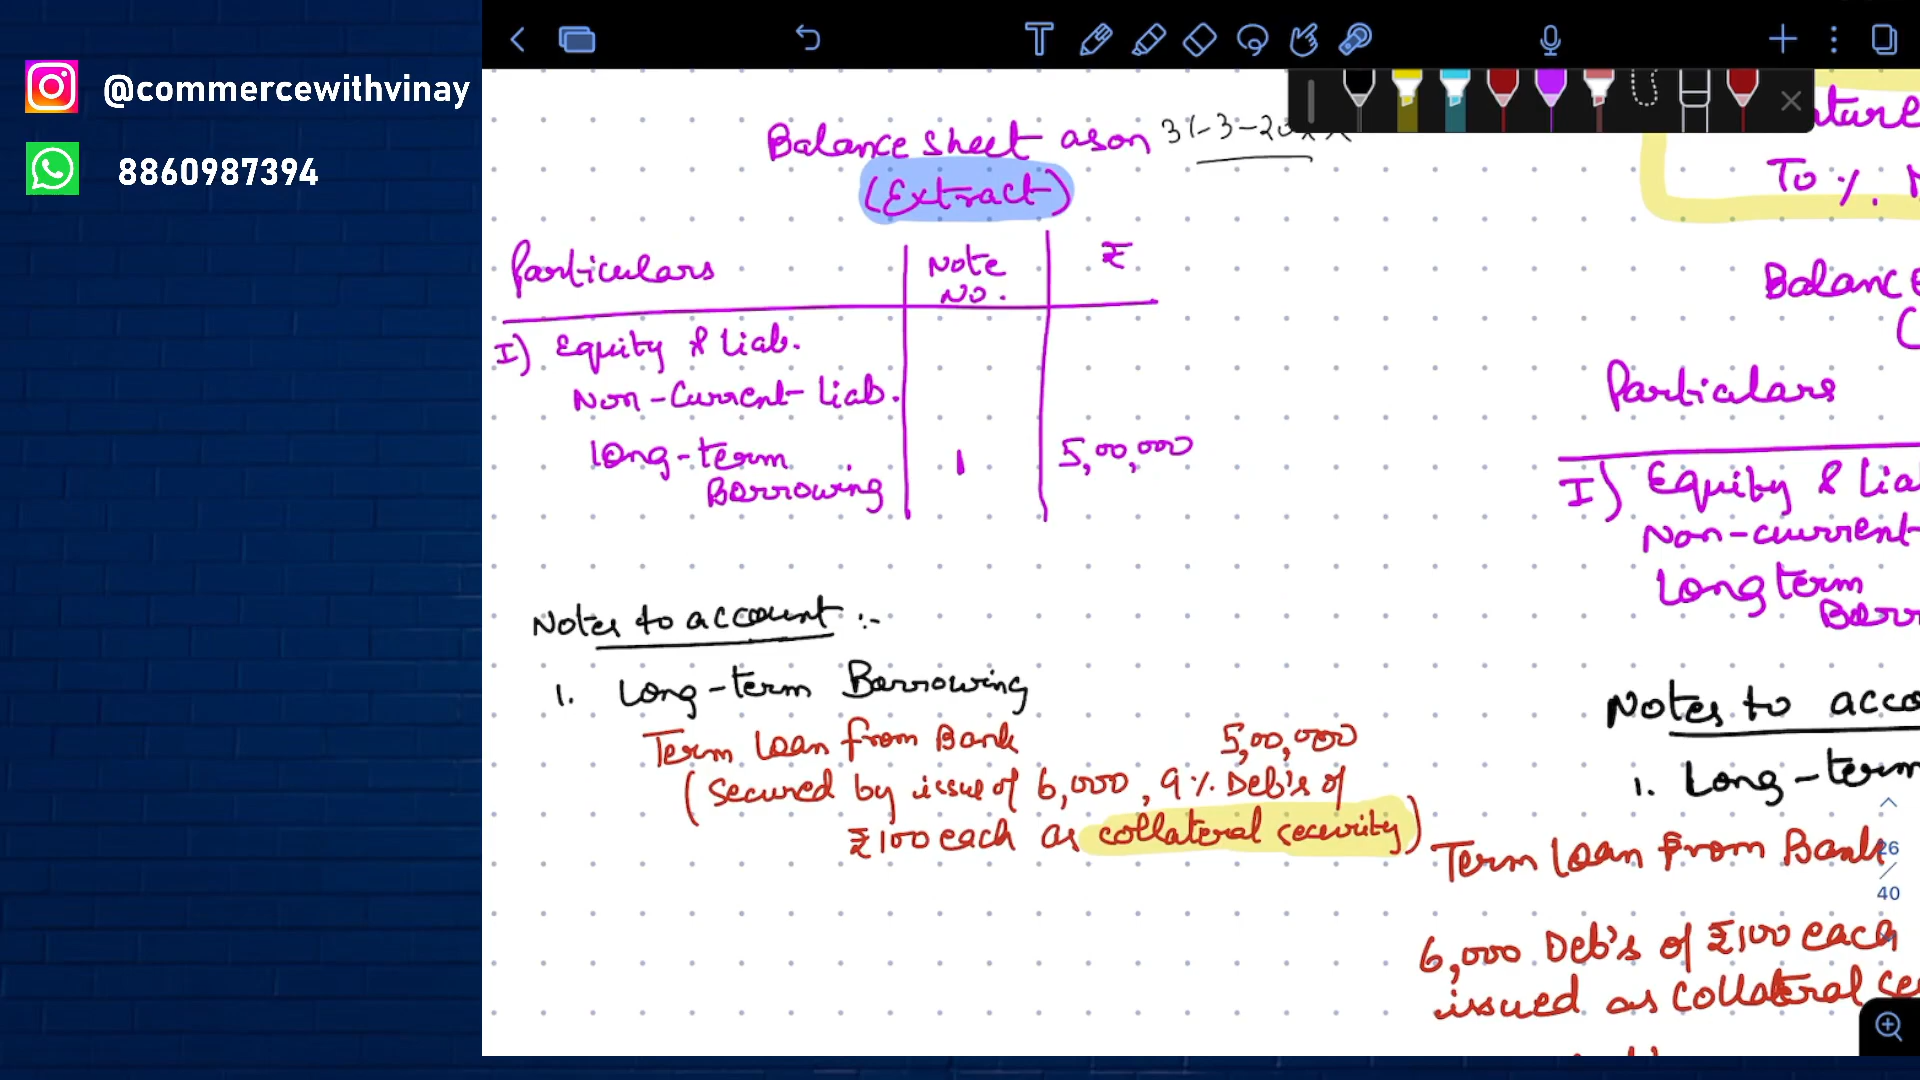 @commercewithvinay
8860987394
Balance sheet as on 31-3-20
(Extract)
Particulars Note No. ₹
I) Equity & Liab.
Non-Current Liab.
Long-term Borrowing 1 5,00,000
Notes to account :-
1. Long-term Borrowing
Term Loan from Bank 5,00,000
(Secured by issue of 6,000, 9% Deb's of
₹100 each as collateral security)
To %.
Particulars
I) Equity & Lia
Non-current
Long term
Borr
Notes to acco
1. Long-term
Term Loan from Bank
6,000 Deb's of ₹100 each
issued as Collateral se
26
/
40